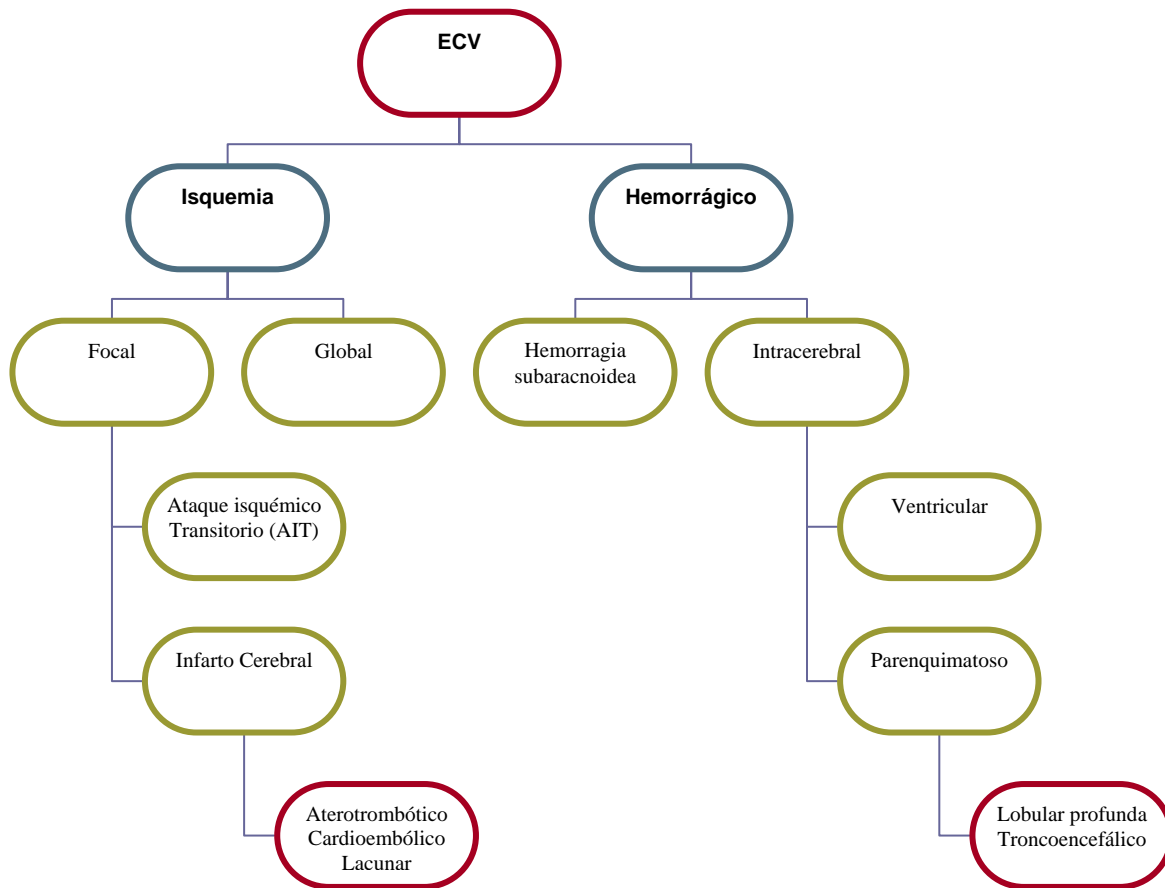 ECV
Isquemia
Hemorrágico
Focal
Global
Hemorragia
subaracnoidea
Intracerebral
Ataque isquémico
Transitorio (AIT)
Ventricular
Infarto Cerebral
Parenquimatoso
Aterotrombótico
Cardioembólico
Lacunar
Lobular profunda
Troncoencefálico